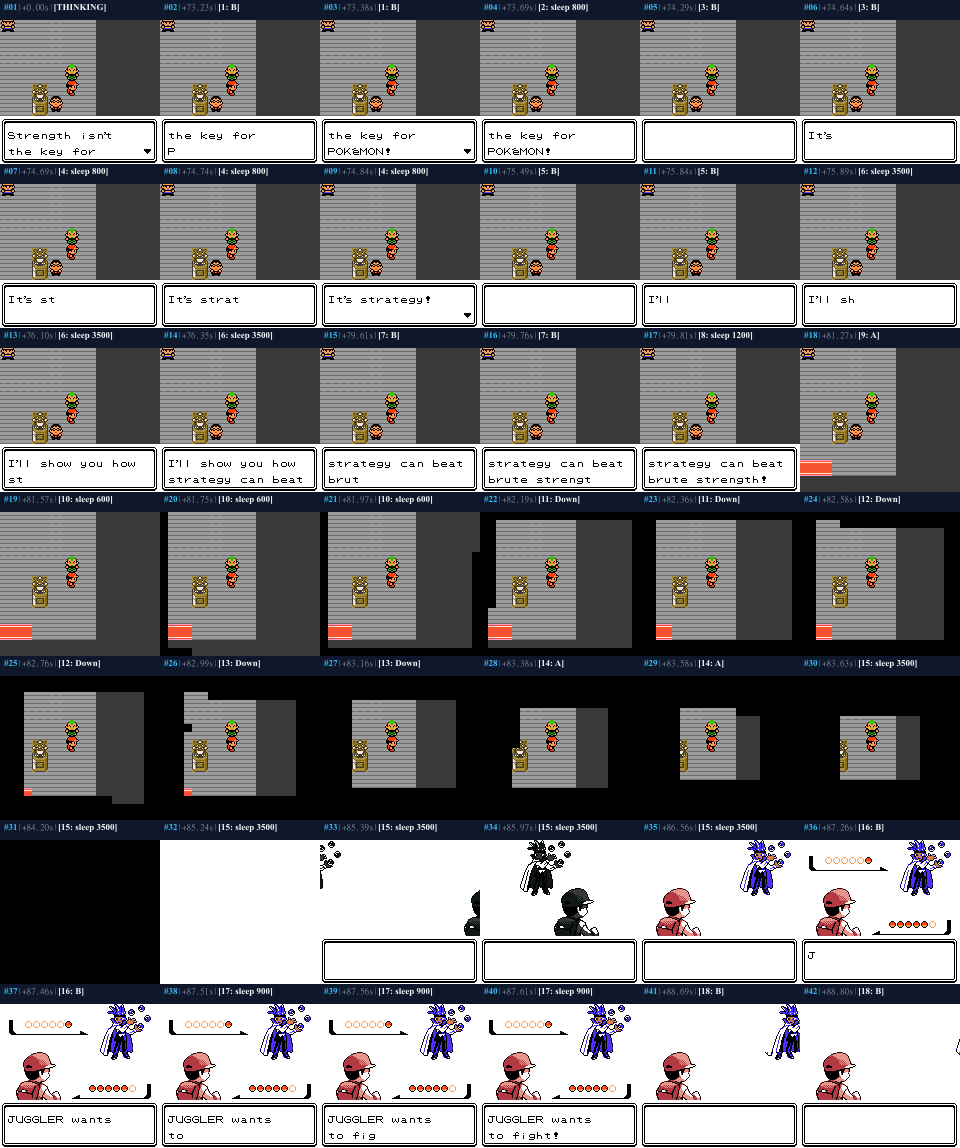 #01|+0.00s|[THINKING] #02|+73.23s|[1: B] #03|+73.38s|[1: B] #04|+73.69s|[2: sleep 800] #05|+74.29s|[3: B] #06|+74.64s|[3: B]
Strength isn't the key for the key for the key for It's
the key for P POKéMON! POKéMON!
#07|+74.69s|[4: sleep 800] #08|+74.74s|[4: sleep 800] #09|+74.84s|[4: sleep 800] #10|+75.49s|[5: B] #11|+75.84s|[5: B] #12|+75.89s|[6: sleep 3500]
It's st It's strat It's strategy! I'll I'll sh
#13|+76.10s|[6: sleep 3500] #14|+76.35s|[6: sleep 3500] #15|+79.61s|[7: B] #16|+79.76s|[7: B] #17|+79.81s|[8: sleep 1200] #18|+81.27s|[9: A]
I'll show you how I'll show you how strategy can beat strategy can beat strategy can beat
st strategy can beat brut brute strengt brute strength!
#19|+81.57s|[10: sleep 600] #20|+81.75s|[10: sleep 600] #21|+81.97s|[10: sleep 600] #22|+82.19s|[11: Down] #23|+82.36s|[11: Down] #24|+82.58s|[12: Down]
#25|+82.76s|[12: Down] #26|+82.99s|[13: Down] #27|+83.16s|[13: Down] #28|+83.38s|[14: A] #29|+83.58s|[14: A] #30|+83.63s|[15: sleep 3500]
#31|+84.20s|[15: sleep 3500] #32|+85.24s|[15: sleep 3500] #33|+85.39s|[15: sleep 3500] #34|+85.97s|[15: sleep 3500] #35|+86.56s|[15: sleep 3500] #36|+87.26s|[16: B]
J
#37|+87.46s|[16: B] #38|+87.51s|[17: sleep 900] #39|+87.56s|[17: sleep 900] #40|+87.61s|[17: sleep 900] #41|+88.69s|[18: B] #42|+88.80s|[18: B]
JUGGLER wants JUGGLER wants JUGGLER wants JUGGLER wants
to to fig to fight!